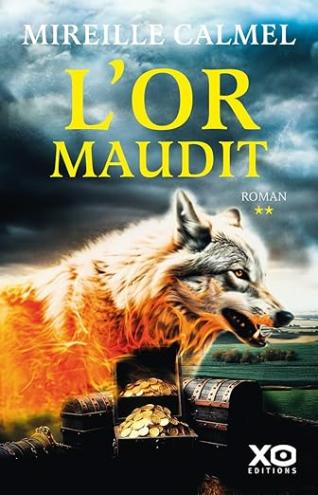 MIREILLE CALMEL
L'OR
MAUDIT
ROMAN
★★
XO
EDITIONS